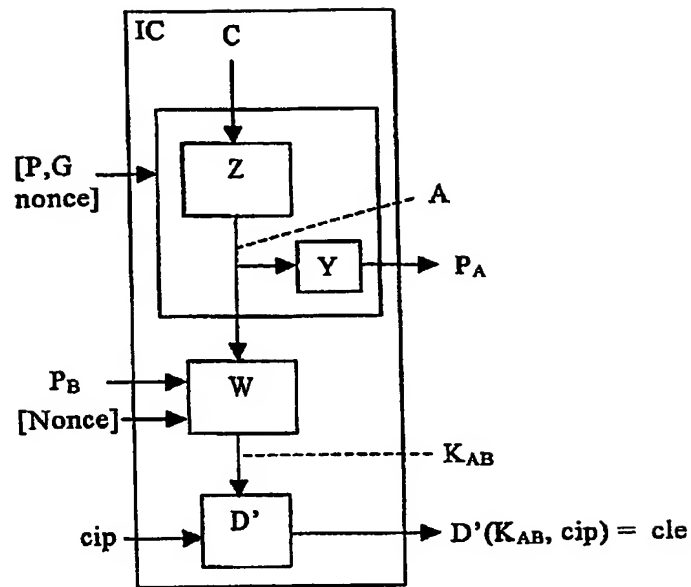 IC
C
[P,G
nonce]
Z
A
Y
PA
PB
W
[Nonce]
KAB
D'
cip
D'(KAB, cip) = cle